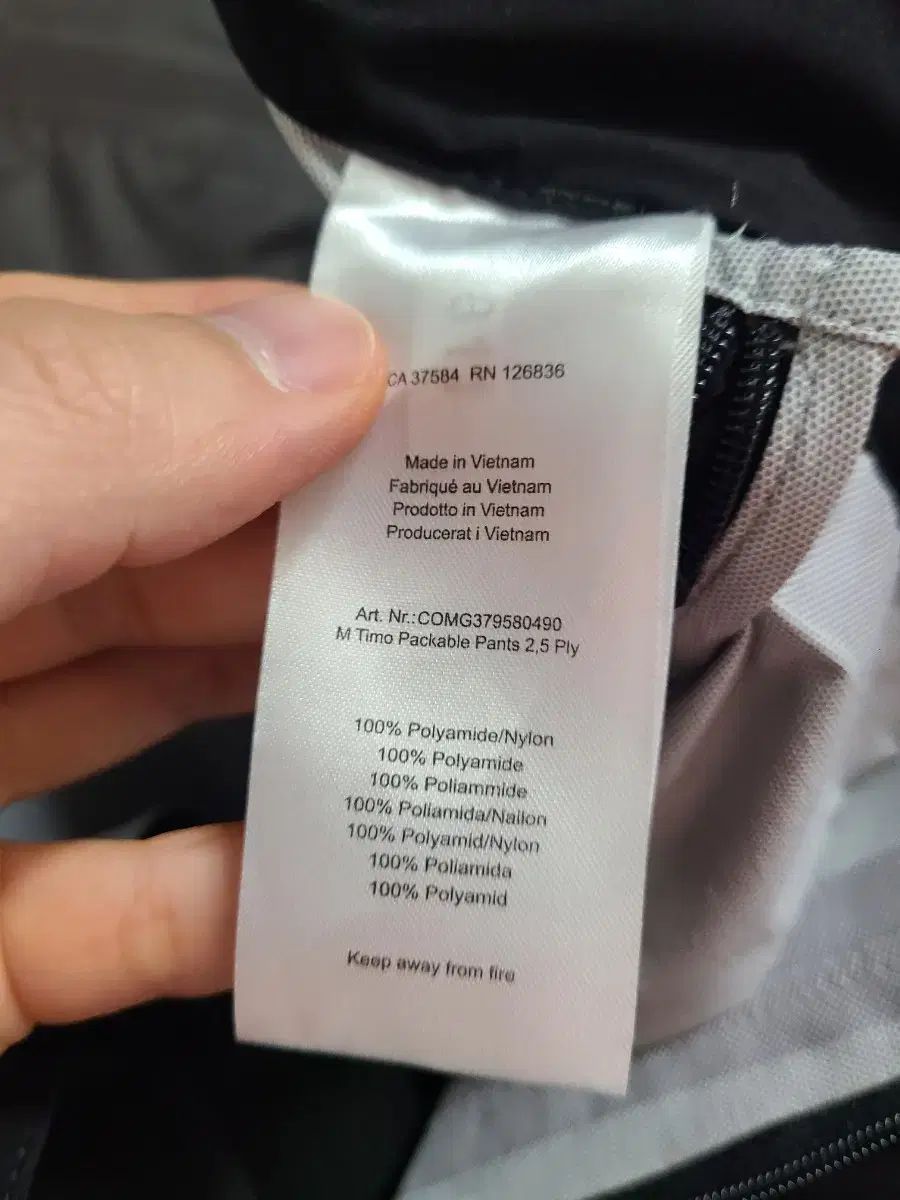 CA 37584 RN 126836
Made in Vietnam
Fabriqué au Vietnam
Prodotto in Vietnam
Producerat i Vietnam
Art. Nr.:COMG379580490
M Timo Packable Pants 2,5 Ply
100% Polyamide/Nylon
100% Polyamide
100% Poliammide
100% Poliamida/Nailon
100% Polyamid/Nylon
100% Poliamida
100% Polyamid
Keep away from fire